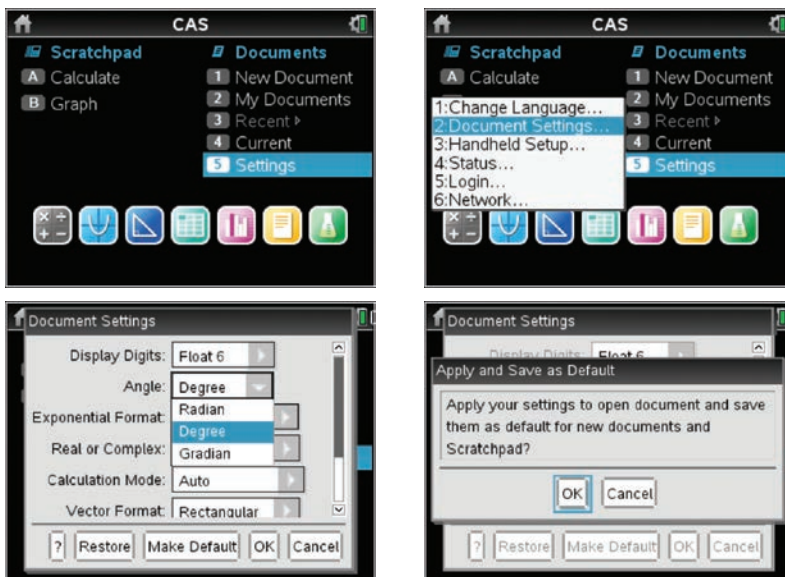 CAS
Scratchpad
Documents
A Calculate
1 New Document
B Graph
2 My Documents
3 Recent ▸
4 Current
5 Settings
CAS
Scratchpad
Documents
A Calculate
1 New Document
2 My Documents
1:Change Language...
3 Recent ▸
2:Document Settings...
4 Current
3:Handheld Setup...
5 Settings
4:Status...
5:Login...
6:Network...
Document Settings
Display Digits: Float 6
Angle: Degree
Radian
Exponential Format:
Degree
Real or Complex:
Gradian
Calculation Mode: Auto
Vector Format: Rectangular
? Restore Make Default OK Cancel
Document Settings
Display Digits: Float 6
Apply and Save as Default
Apply your settings to open document and save
them as default for new documents and
Scratchpad?
OK Cancel
? Restore Make Default OK Cancel